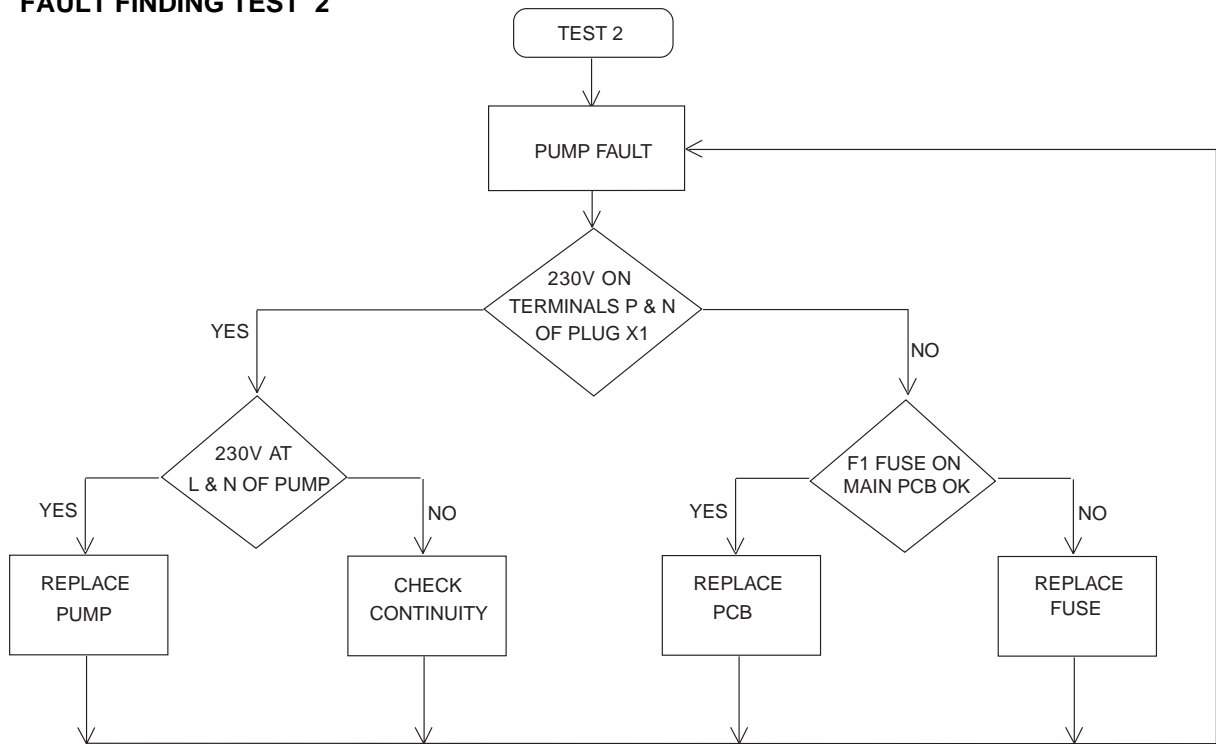 FAULT FINDING TEST 2
TEST 2
PUMP FAULT
230V ON
TERMINALS P & N
OF PLUG X1
YES
NO
230V AT
L & N OF PUMP
F1 FUSE ON
MAIN PCB OK
YES
NO
YES
NO
REPLACE
PUMP
CHECK
CONTINUITY
REPLACE
PCB
REPLACE
FUSE